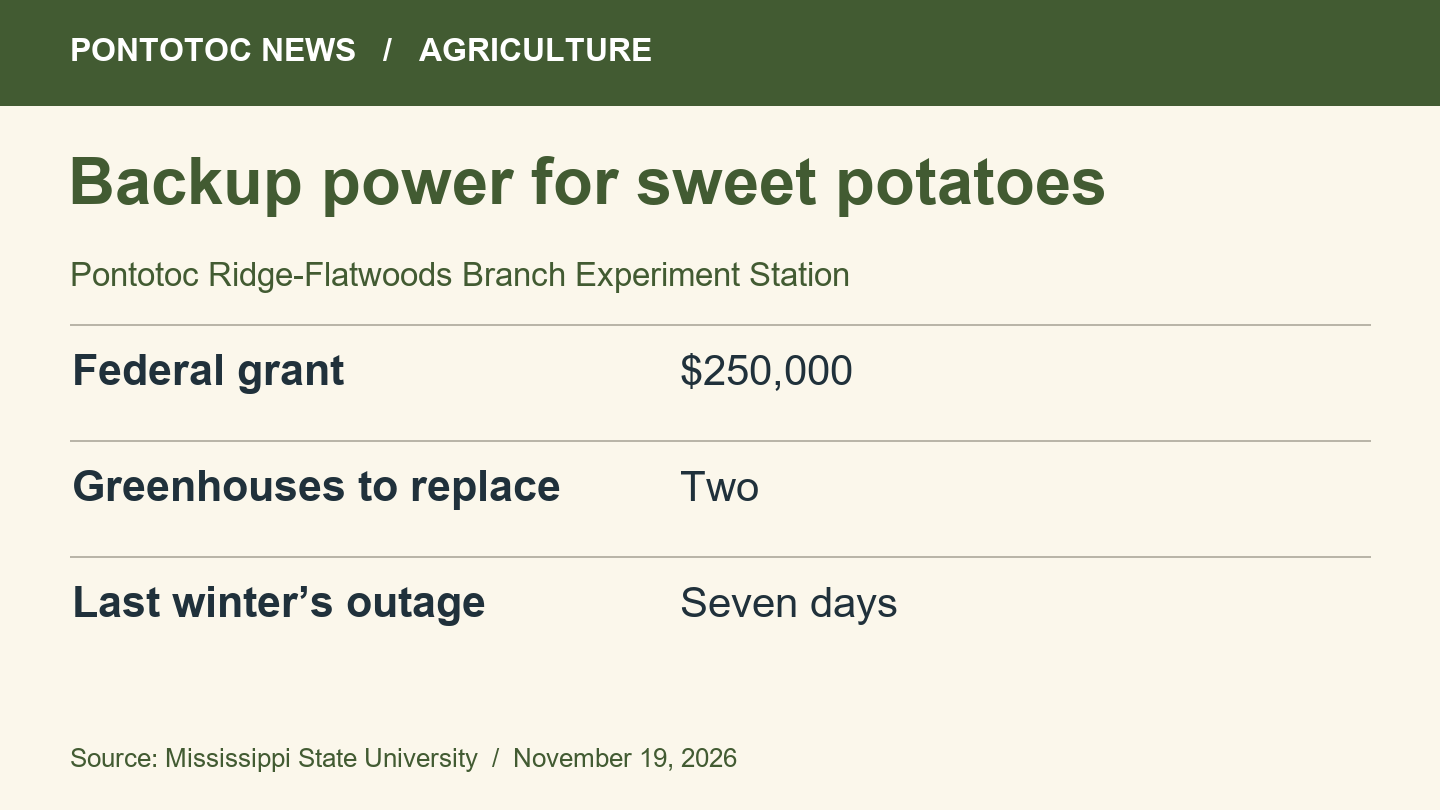 PONTOTOC NEWS / AGRICULTURE
Backup power for sweet potatoes
Pontotoc Ridge-Flatwoods Branch Experiment Station
Federal grant $250,000
Greenhouses to replace Two
Last winter’s outage Seven days
Source: Mississippi State University / November 19, 2026